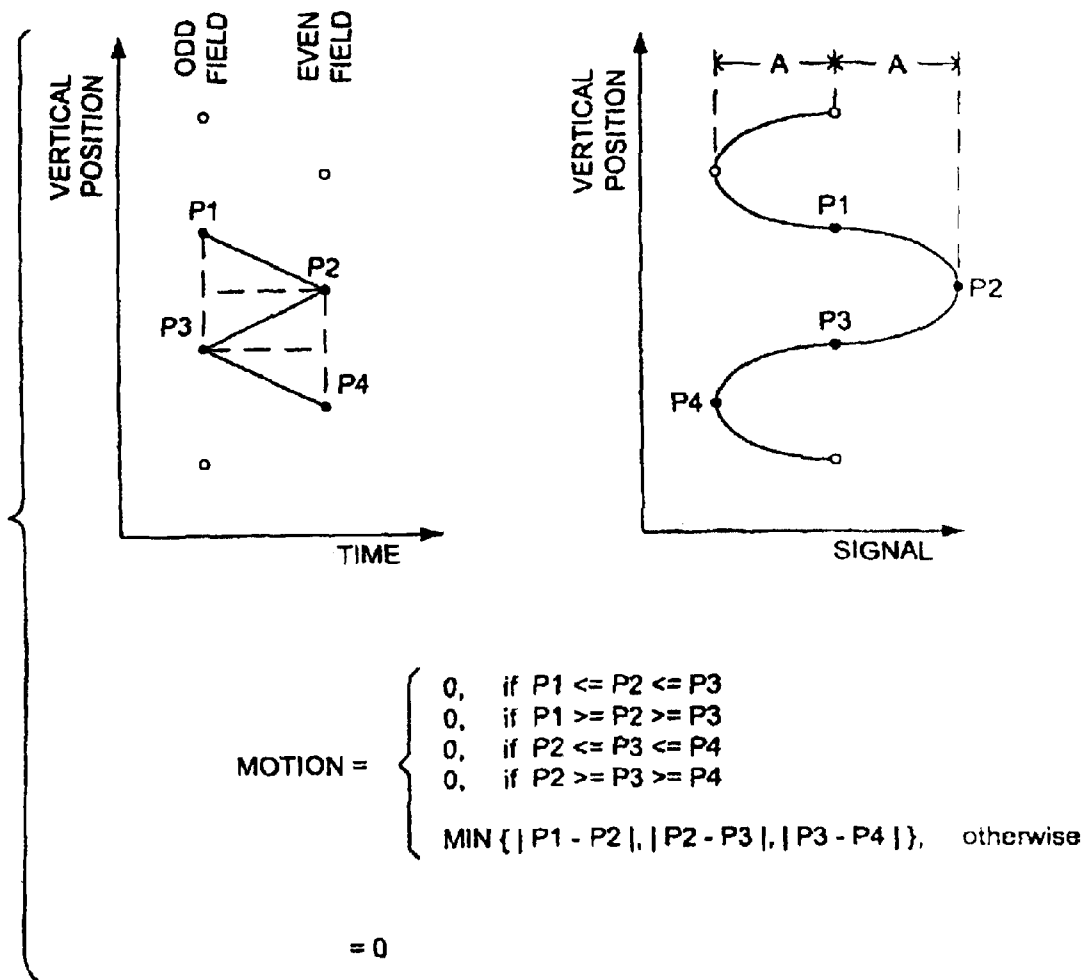 ODD
FIELD
EVEN
FIELD
VERTICAL
POSITION
P1
P2
P3
P4
TIME
A
A
VERTICAL
POSITION
P1
P2
P3
P4
SIGNAL
0, if P1 <= P2 <= P3
0, if P1 >= P2 >= P3
MOTION =
0, if P2 <= P3 <= P4
0, if P2 >= P3 >= P4
MIN { | P1 - P2 |, | P2 - P3 |, | P3 - P4 | }, otherwise
= 0